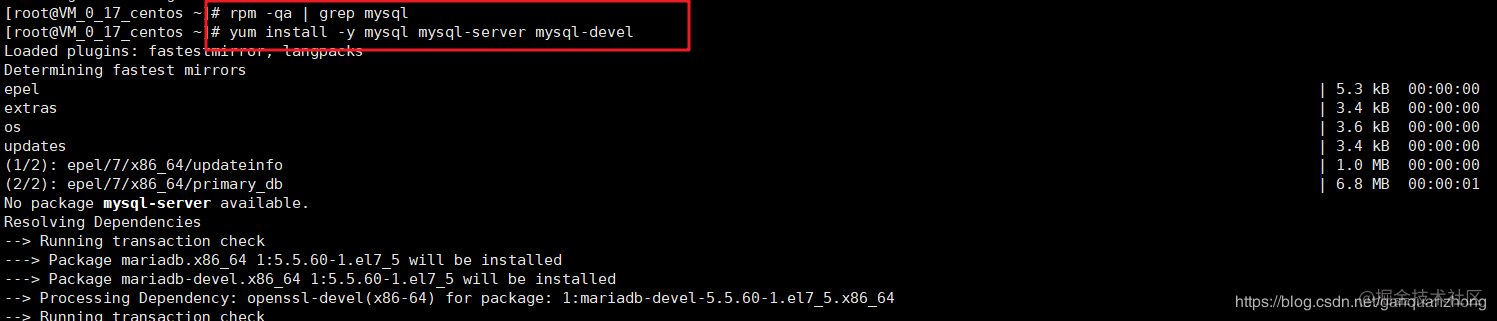 [root@VM_0_17_centos ~]# rpm -qa | grep mysql
[root@VM_0_17_centos ~]# yum install -y mysql mysql-server mysql-devel
Loaded plugins: fastestmirror, langpacks
Determining fastest mirrors
epel | 5.3 kB 00:00:00
extras | 3.4 kB 00:00:00
os | 3.6 kB 00:00:00
updates | 3.4 kB 00:00:00
(1/2): epel/7/x86_64/updateinfo | 1.0 MB 00:00:00
(2/2): epel/7/x86_64/primary_db | 6.8 MB 00:00:01
No package mysql-server available.
Resolving Dependencies
--> Running transaction check
---> Package mariadb.x86_64 1:5.5.60-1.el7_5 will be installed
---> Package mariadb-devel.x86_64 1:5.5.60-1.el7_5 will be installed
--> Processing Dependency: openssl-devel(x86-64) for package: 1:mariadb-devel-5.5.60-1.el7_5.x86_64
--> Running transaction check
@掘金技术社区
https://blog.csdn.net/ganquanzhong